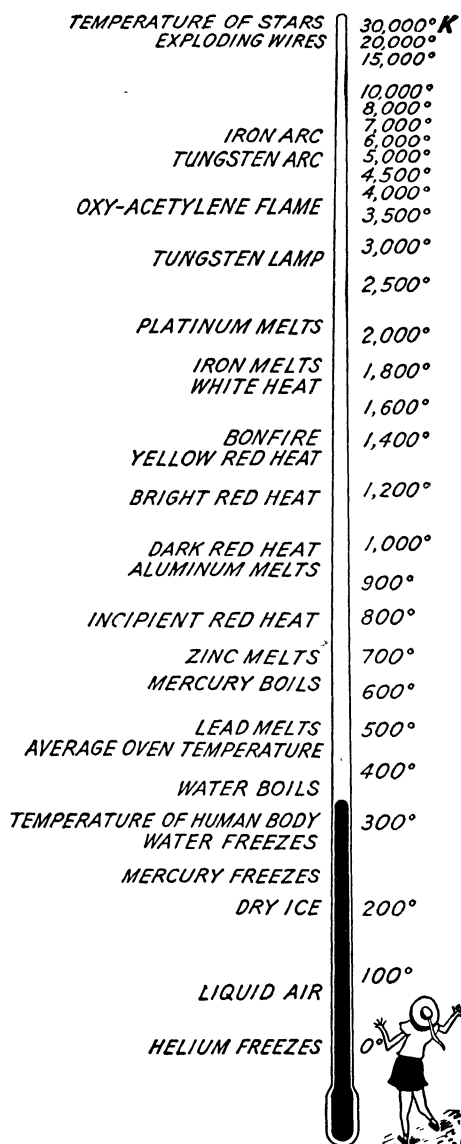 TEMPERATURE OF STARS 30,000° K
EXPLODING WIRES 20,000°
15,000°
10,000°
8,000°
7,000°
IRON ARC 6,000°
TUNGSTEN ARC 5,000°
4,500°
4,000°
OXY-ACETYLENE FLAME 3,500°
3,000°
TUNGSTEN LAMP
2,500°
PLATINUM MELTS 2,000°
IRON MELTS 1,800°
WHITE HEAT
1,600°
BONFIRE 1,400°
YELLOW RED HEAT
BRIGHT RED HEAT 1,200°
DARK RED HEAT 1,000°
ALUMINUM MELTS
900°
INCIPIENT RED HEAT 800°
ZINC MELTS 700°
MERCURY BOILS 600°
LEAD MELTS 500°
AVERAGE OVEN TEMPERATURE
400°
WATER BOILS
TEMPERATURE OF HUMAN BODY 300°
WATER FREEZES
MERCURY FREEZES
DRY ICE 200°
100°
LIQUID AIR
HELIUM FREEZES 0°